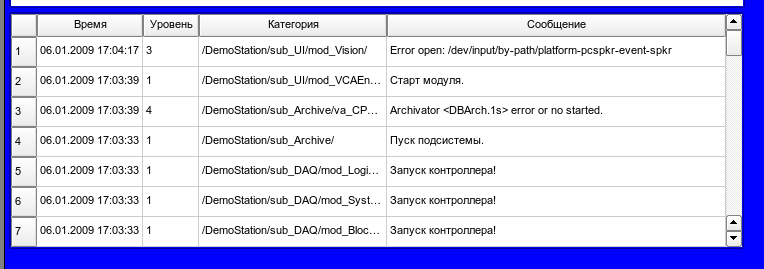 Время Уровень Категория Сообщение
1 06.01.2009 17:04:17 3 /DemoStation/sub_UI/mod_Vision/ Error open: /dev/input/by-path/platform-pcspkr-event-spkr
2 06.01.2009 17:03:39 1 /DemoStation/sub_UI/mod_VCAEn... Старт модуля.
3 06.01.2009 17:03:39 4 /DemoStation/sub_Archive/va_CP... Archivator <DBArch.1s> error or no started.
4 06.01.2009 17:03:33 1 /DemoStation/sub_Archive/ Пуск подсистемы.
5 06.01.2009 17:03:33 1 /DemoStation/sub_DAQ/mod_Logi... Запуск контроллера!
6 06.01.2009 17:03:33 1 /DemoStation/sub_DAQ/mod_Syst... Запуск контроллера!
7 06.01.2009 17:03:33 1 /DemoStation/sub_DAQ/mod_Bloc... Запуск контроллера!